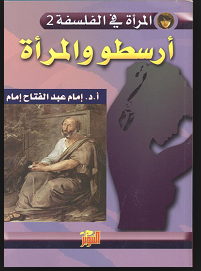 المرأة في الفلسفة 2
أرسطو والمرأة
أ.د. إمام عبد الفتاح إمام